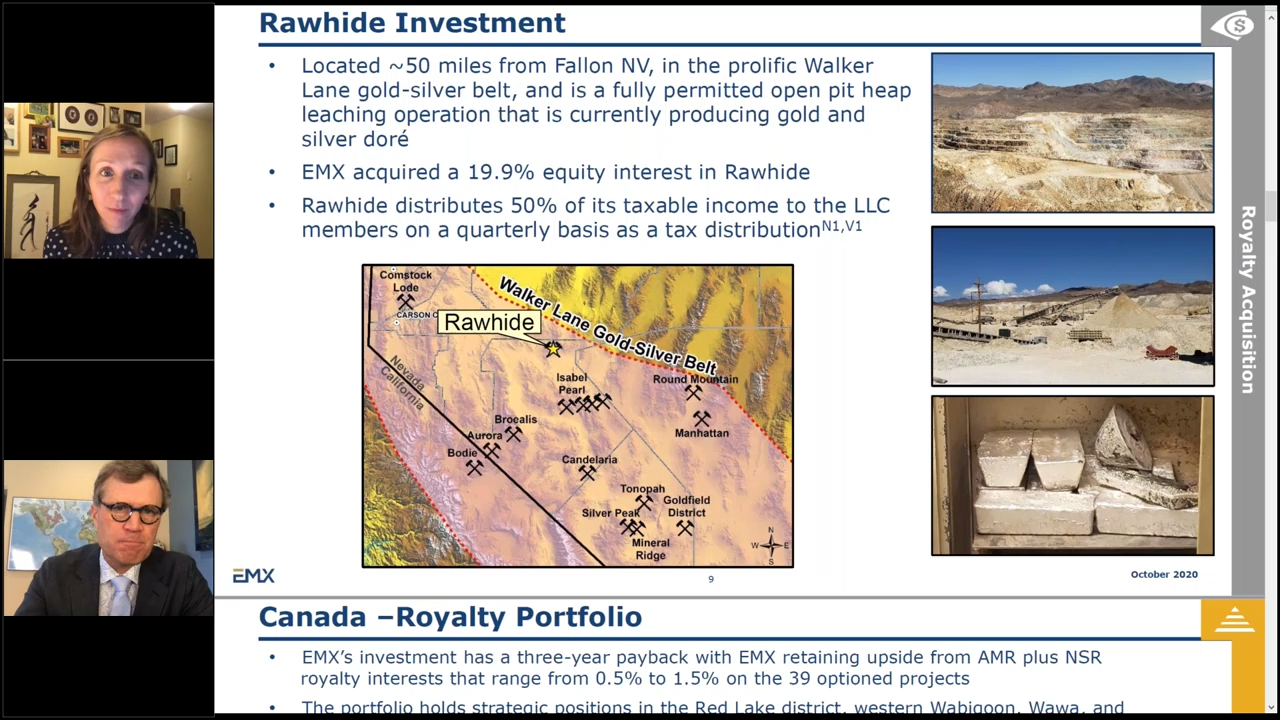 Rawhide Investment
• Located ~50 miles from Fallon NV, in the prolific Walker
Lane gold-silver belt, and is a fully permitted open pit heap
leaching operation that is currently producing gold and
silver doré
• EMX acquired a 19.9% equity interest in Rawhide
• Rawhide distributes 50% of its taxable income to the LLC
members on a quarterly basis as a tax distribution N1,V1
Comstock
Lode
CARSON C
Rawhide
Walker Lane Gold-Silver Belt
Nevada
California
Isabel
Pearl
Round Mountain
Manhattan
Broealis
Aurora
Bodie
Candelaria
Tonopah
Goldfield
District
Silver Peak
Mineral
Ridge
N
W E
S
Royalty Acquisition
$
EMX
9
October 2020
Canada –Royalty Portfolio
• EMX's investment has a three-year payback with EMX retaining upside from AMR plus NSR
royalty interests that range from 0.5% to 1.5% on the 39 optioned projects
• The portfolio holds strategic positions in the Red Lake district, western Wabigoon, Wawa, and